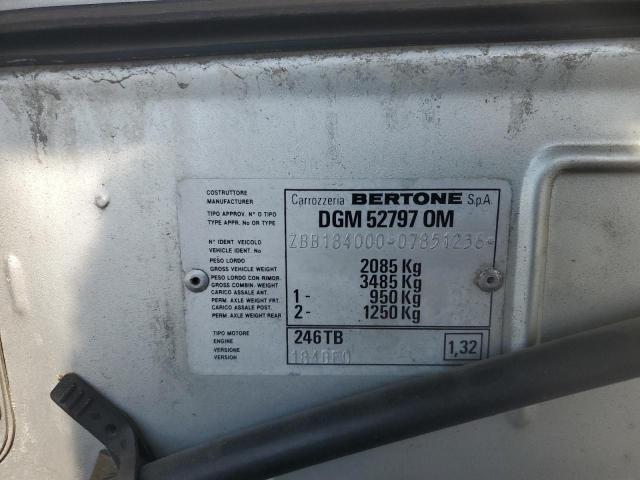 COSTRUTTORE
MANUFACTURER
Carrozzeria BERTONE S.p.A.
TIPO APPROV. N° O TIPO
TYPE APPR. No OR TYPE
DGM 52797 OM
N° IDENT. VEICOLO
VEHICLE IDENT. No
ZBB184000-07851236-
PESO LORDO
GROSS VEHICLE WEIGHT
2085 Kg
PESO LORDO CON RIMOR.
GROSS COMBIN. WEIGHT
3485 Kg
CARICO ASSALE ANT.
PERM. AXLE WEIGHT FRT.
1 - 950 Kg
CARICO ASSALE POST.
PERM. AXLE WEIGHT REAR
2 - 1250 Kg
TIPO MOTORE
ENGINE
246TB
VERSIONE
VERSION
1,32